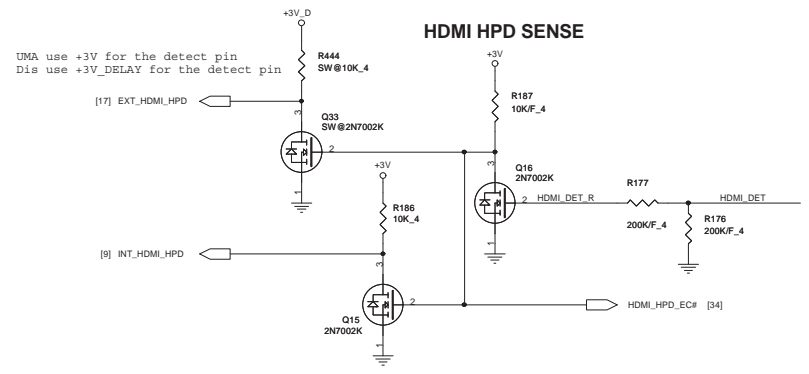 +3V_D
HDMI HPD SENSE
UMA use +3V for the detect pin
Dis use +3V_DELAY for the detect pin
R444
SW@10K_4
+3V
R187
10K/F_4
[17] EXT_HDMI_HPD
3
Q33
SW@2N7002K
2
1
+3V
3
Q16
2N7002K
2
1
HDMI_DET_R
R177
200K/F_4
HDMI_DET
R176
200K/F_4
R186
10K_4
[9] INT_HDMI_HPD
3
2
Q15
2N7002K
1
HDMI_HPD_EC# [34]